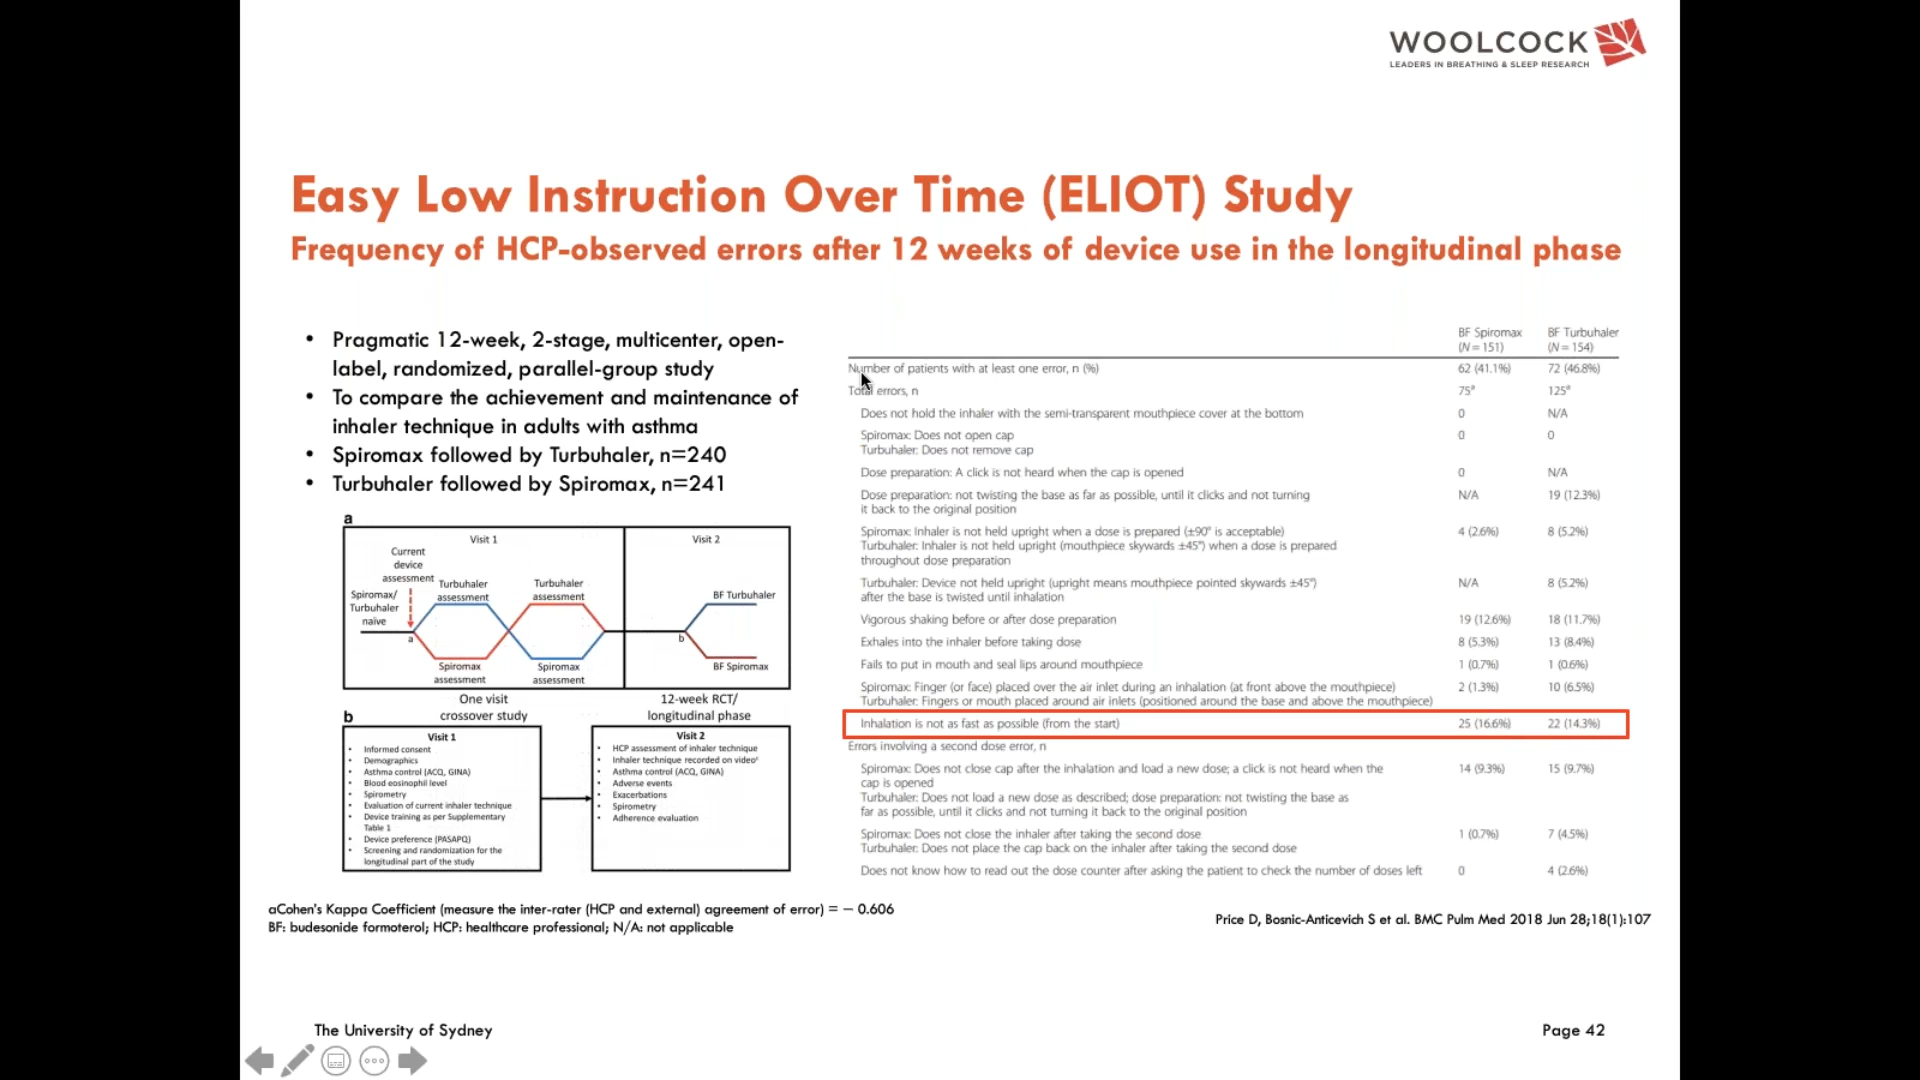 WOOLCOCK
LEADERS IN BREATHING & SLEEP RESEARCH
Easy Low Instruction Over Time (ELIOT) Study
Frequency of HCP-observed errors after 12 weeks of device use in the longitudinal phase
• Pragmatic 12-week, 2-stage, multicenter, open-
label, randomized, parallel-group study
• To compare the achievement and maintenance of
inhaler technique in adults with asthma
• Spiromax followed by Turbuhaler, n=240
• Turbuhaler followed by Spiromax, n=241
a
Visit 1
Visit 2
Current
device
assessment
Spiromax/
Turbuhaler
naïve
a
Turbuhaler
assessment
Turbuhaler
assessment
Spiromax
assessment
Spiromax
assessment
b
BF Turbuhaler
BF Spiromax
One visit
crossover study
12-week RCT/
longitudinal phase
b
Visit 1
• Informed consent
• Demographics
• Asthma control (ACQ, GINA)
• Blood eosinophil level
• Spirometry
• Evaluation of current inhaler technique
• Device training as per Supplementary
Table 1
• Device preference (PASAPQ)
• Screening and randomization for the
longitudinal part of the study
Visit 2
• HCP assessment of inhaler technique
• Inhaler technique recorded on video
• Asthma control (ACQ, GINA)
• Adverse events
• Exacerbations
• Spirometry
• Adherence evaluation
BF Spiromax BF Turbuhaler
(N = 151) (N = 154)
Number of patients with at least one error, n (%) 62 (41.1%) 72 (46.8%)
Total errors, n 75ª 125ª
Does not hold the inhaler with the semi-transparent mouthpiece cover at the bottom 0 N/A
Spiromax: Does not open cap 0 0
Turbuhaler: Does not remove cap
Dose preparation: A click is not heard when the cap is opened 0 N/A
Dose preparation: not twisting the base as far as possible, until it clicks and not turning N/A 19 (12.3%)
it back to the original position
Spiromax: Inhaler is not held upright when a dose is prepared (±90° is acceptable) 4 (2.6%) 8 (5.2%)
Turbuhaler: Inhaler is not held upright (mouthpiece skywards ±45°) when a dose is prepared
throughout dose preparation
Turbuhaler: Device not held upright (upright means mouthpiece pointed skywards ±45°) N/A 8 (5.2%)
after the base is twisted until inhalation
Vigorous shaking before or after dose preparation 19 (12.6%) 18 (11.7%)
Exhales into the inhaler before taking dose 8 (5.3%) 13 (8.4%)
Fails to put in mouth and seal lips around mouthpiece 1 (0.7%) 1 (0.6%)
Spiromax: Finger (or face) placed over the air inlet during an inhalation (at front above the mouthpiece) 2 (1.3%) 10 (6.5%)
Turbuhaler: Fingers or mouth placed around air inlets (positioned around the base and above the mouthpiece)
Inhalation is not as fast as possible (from the start) 25 (16.6%) 22 (14.3%)
Errors involving a second dose error, n
Spiromax: Does not close cap after the inhalation and load a new dose; a click is not heard when the 14 (9.3%) 15 (9.7%)
cap is opened
Turbuhaler: Does not load a new dose as described; dose preparation: not twisting the base as
far as possible, until it clicks and not turning it back to the original position
Spiromax: Does not close the inhaler after taking the second dose 1 (0.7%) 7 (4.5%)
Turbuhaler: Does not place the cap back on the inhaler after taking the second dose
Does not know how to read out the dose counter after asking the patient to check the number of doses left 0 4 (2.6%)
aCohen's Kappa Coefficient (measure the inter-rater (HCP and external) agreement of error) = – 0.606
BF: budesonide formoterol; HCP: healthcare professional; N/A: not applicable
Price D, Bosnic-Anticevich S et al. BMC Pulm Med 2018 Jun 28;18(1):107
The University of Sydney
Page 42